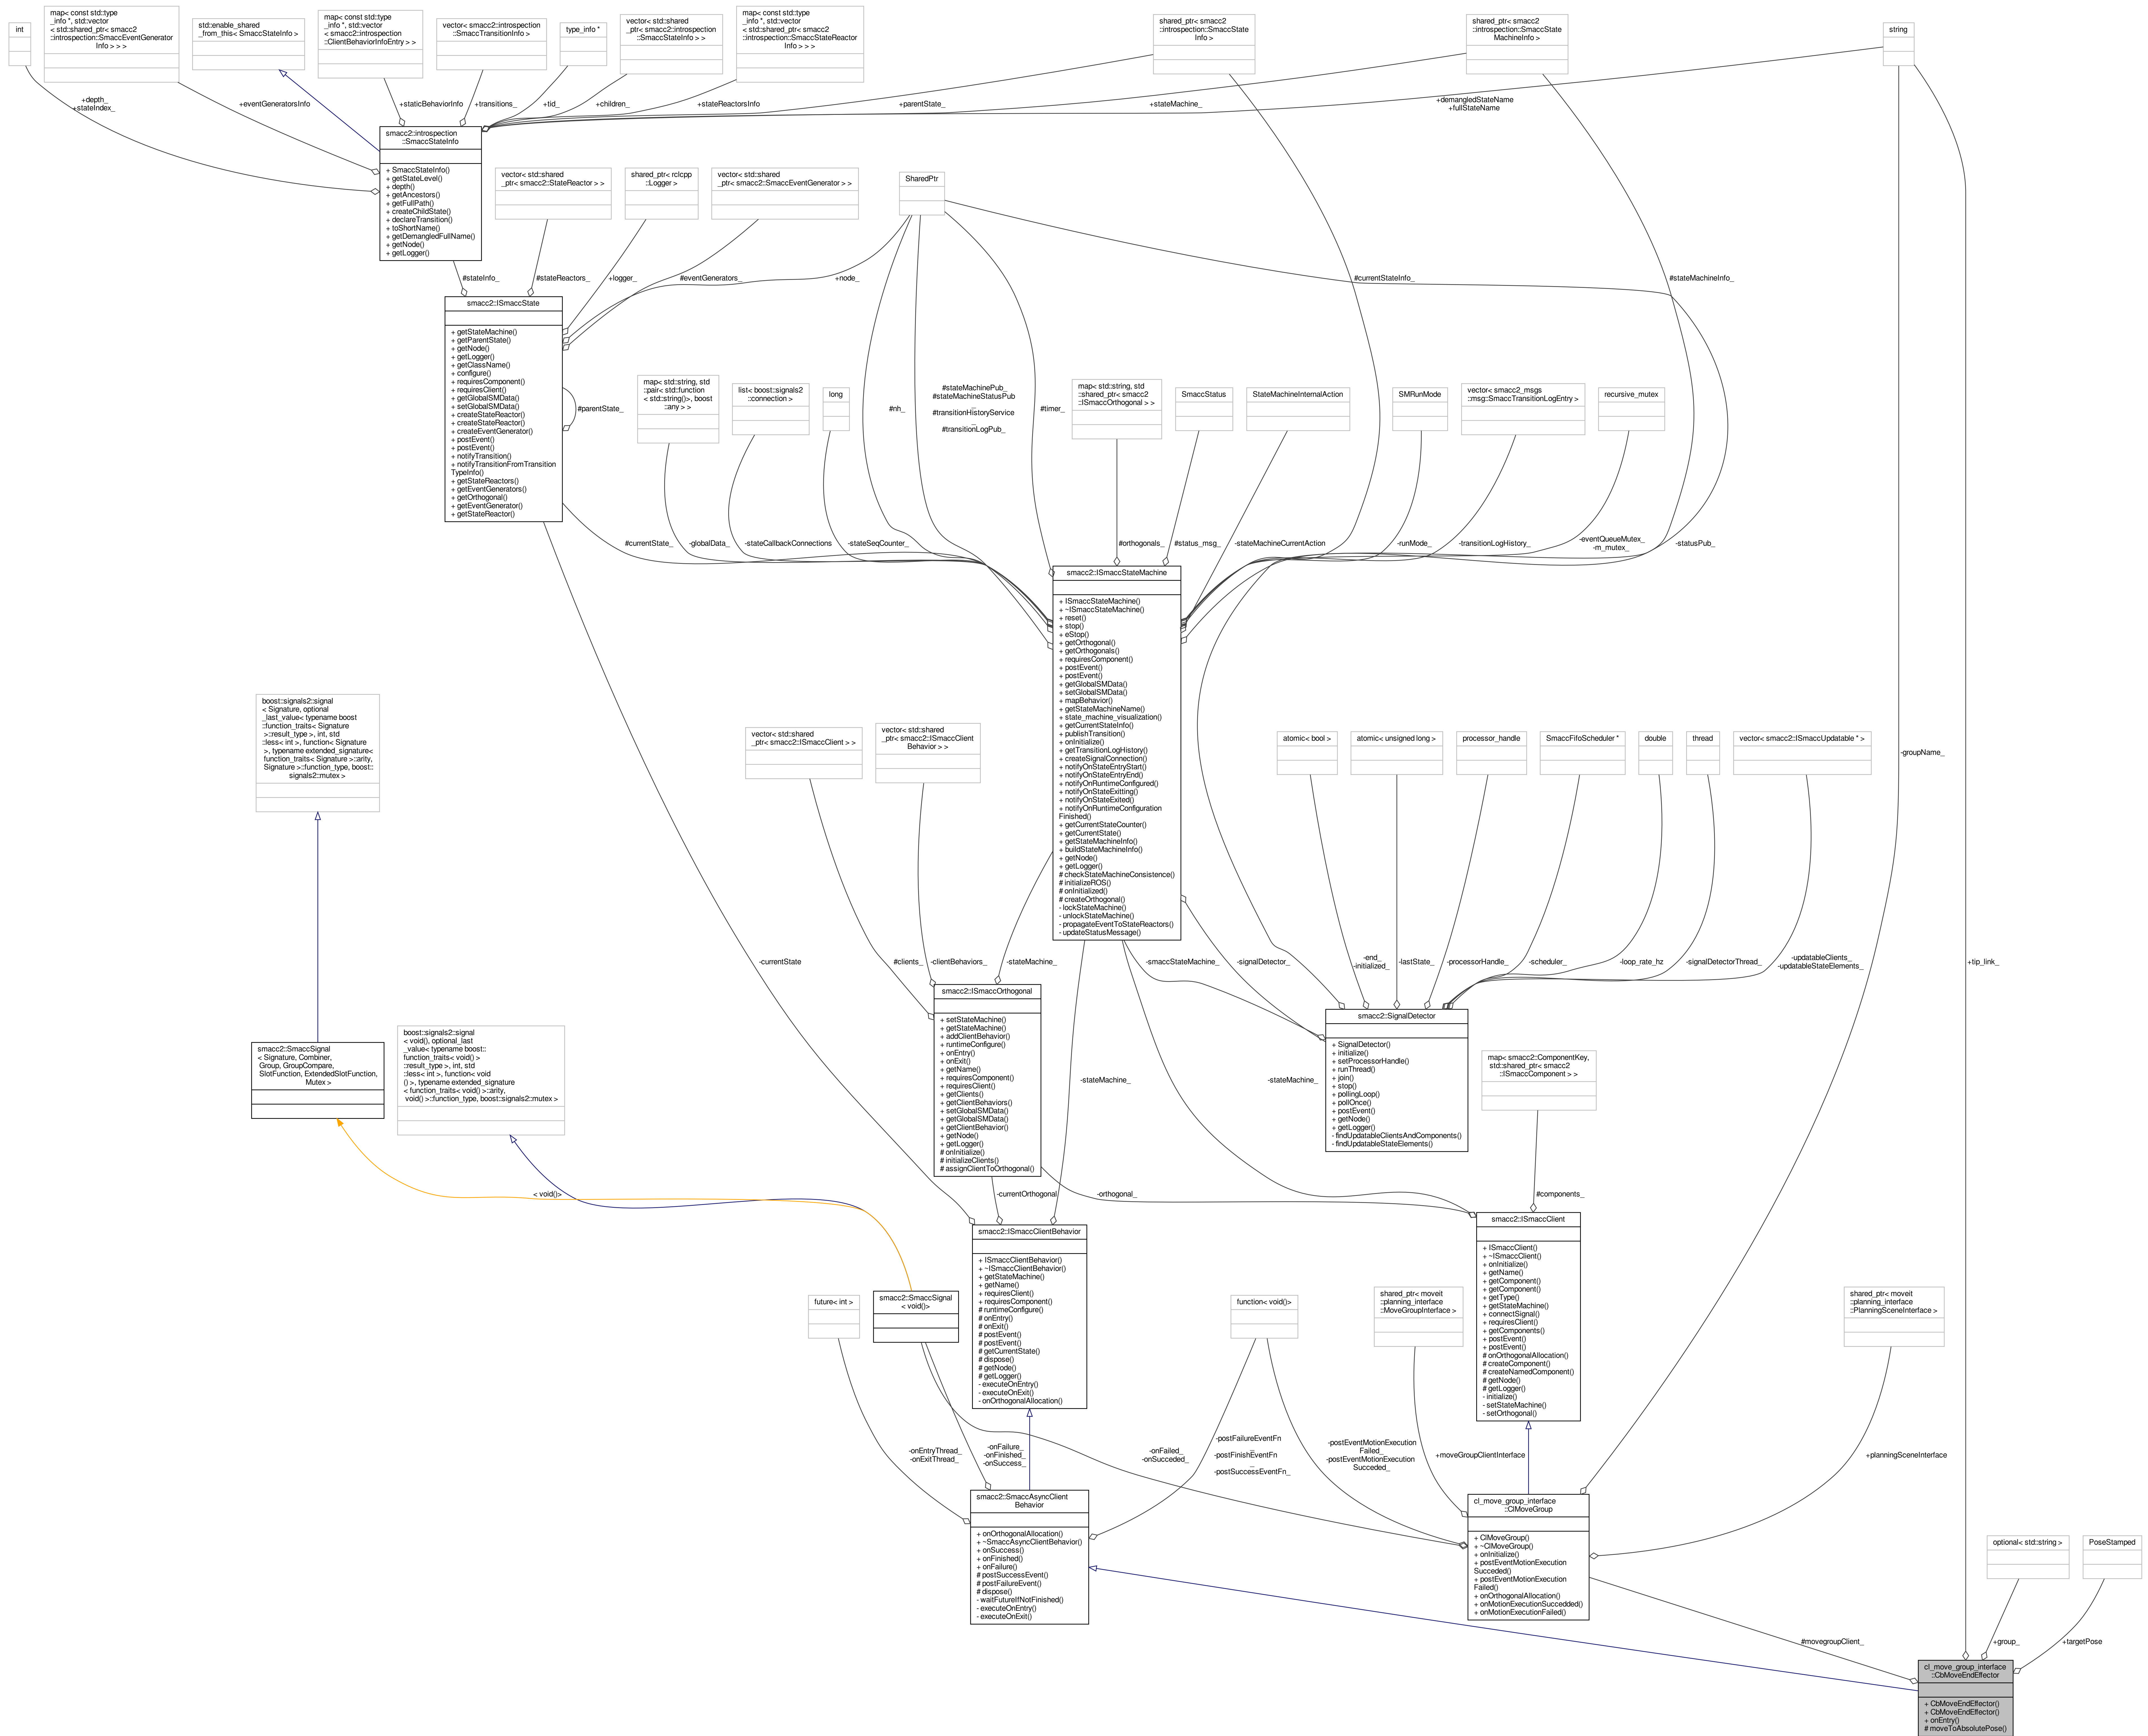 int
map< const std::type
_info *, std::vector
< std::shared_ptr< smacc2
::introspection::SmaccEventGenerator
Info > > >
std::enable_shared
_from_this< SmaccStateInfo >
map< const std::type
_info *, std::vector
< smacc2::introspection
::ClientBehaviorInfoEntry > >
vector< smacc2::introspection
::SmaccTransitionInfo >
type_info *
vector< std::shared
_ptr< smacc2::introspection
::SmaccStateInfo > >
map< const std::type
_info *, std::vector
< std::shared_ptr< smacc2
::introspection::SmaccStateReactor
Info > > >
shared_ptr< smacc2
::introspection::SmaccState
Info >
shared_ptr< smacc2
::introspection::SmaccState
MachineInfo >
string
+depth_
+stateIndex_
+eventGeneratorsInfo
+staticBehaviorInfo
+transitions_
+tid_
+children_
+stateReactorsInfo
+parentState_
+stateMachine_
+demangledStateName
+fullStateName
smacc2::introspection
::SmaccStateInfo
+ SmaccStateInfo()
+ getStateLevel()
+ depth()
+ getAncestors()
+ getFullPath()
+ createChildState()
+ declareTransition()
+ toShortName()
+ getDemangledFullName()
+ getNode()
+ getLogger()
vector< std::shared
_ptr< smacc2::StateReactor > >
shared_ptr< rclcpp
::Logger >
vector< std::shared
_ptr< smacc2::SmaccEventGenerator > >
SharedPtr
#stateInfo_
#stateReactors_
+logger_
#eventGenerators_
+node_
#currentStateInfo_
#stateMachineInfo_
smacc2::ISmaccState
+ getStateMachine()
+ getParentState()
+ getNode()
+ getLogger()
+ getClassName()
+ configure()
+ requiresComponent()
+ requiresClient()
+ getGlobalSMData()
+ setGlobalSMData()
+ createStateReactor()
+ createStateReactor()
+ createEventGenerator()
+ postEvent()
+ postEvent()
+ notifyTransition()
+ notifyTransitionFromTransition
TypeInfo()
+ getStateReactors()
+ getEventGenerators()
+ getOrthogonal()
+ getEventGenerator()
+ getStateReactor()
#parentState_
map< std::string, std
::pair< std::function
< std::string()>, boost
::any > >
list< boost::signals2
::connection >
long
#nh_
#stateMachinePub_
#stateMachineStatusPub
_
#transitionHistoryService
_
#transitionLogPub_
#timer_
map< std::string, std
::shared_ptr< smacc2
::ISmaccOrthogonal > >
SmaccStatus
StateMachineInternalAction
SMRunMode
vector< smacc2_msgs
::msg::SmaccTransitionLogEntry >
recursive_mutex
#currentState_
-globalData_
-stateCallbackConnections
-stateSeqCounter_
#orthogonals_
#status_msg_
-stateMachineCurrentAction
-runMode_
-transitionLogHistory_
-eventQueueMutex_
-m_mutex_
-statusPub_
smacc2::ISmaccStateMachine
+ ISmaccStateMachine()
+ ~ISmaccStateMachine()
+ reset()
+ stop()
+ eStop()
+ getOrthogonal()
+ getOrthogonals()
+ requiresComponent()
+ postEvent()
+ postEvent()
+ getGlobalSMData()
+ setGlobalSMData()
+ mapBehavior()
+ getStateMachineName()
+ state_machine_visualization()
+ getCurrentStateInfo()
+ publishTransition()
+ onInitialize()
+ getTransitionLogHistory()
+ createSignalConnection()
+ notifyOnStateEntryStart()
+ notifyOnStateEntryEnd()
+ notifyOnRuntimeConfigured()
+ notifyOnStateExitting()
+ notifyOnStateExited()
+ notifyOnRuntimeConfiguration
Finished()
+ getCurrentStateCounter()
+ getCurrentState()
+ getStateMachineInfo()
+ buildStateMachineInfo()
+ getNode()
+ getLogger()
# checkStateMachineConsistence()
# initializeROS()
# onInitialized()
# createOrthogonal()
- lockStateMachine()
- unlockStateMachine()
- propagateEventToStateReactors()
- updateStatusMessage()
boost::signals2::signal
< Signature, optional
_last_value< typename boost
::function_traits< Signature
>::result_type >, int, std
::less< int >, function< Signature
>, typename extended_signature<
function_traits< Signature >::arity,
Signature >::function_type, boost::
signals2::mutex >
vector< std::shared
_ptr< smacc2::ISmaccClient > >
vector< std::shared
_ptr< smacc2::ISmaccClient
Behavior > >
atomic< bool >
atomic< unsigned long >
processor_handle
SmaccFifoScheduler *
double
thread
vector< smacc2::ISmaccUpdatable * >
-groupName_
-currentState
#clients_
-clientBehaviors_
-stateMachine_
-smaccStateMachine_
-signalDetector_
-end_
-initialized_
-lastState_
-processorHandle_
-scheduler_
-loop_rate_hz
-signalDetectorThread_
-updatableClients_
-updatableStateElements_
+tip_link_
smacc2::ISmaccOrthogonal
+ setStateMachine()
+ getStateMachine()
+ addClientBehavior()
+ runtimeConfigure()
+ onEntry()
+ onExit()
+ getName()
+ requiresComponent()
+ requiresClient()
+ getClients()
+ getClientBehaviors()
+ setGlobalSMData()
+ getGlobalSMData()
+ getClientBehavior()
+ getNode()
+ getLogger()
# onInitialize()
# initializeClients()
# assignClientToOrthogonal()
smacc2::SignalDetector
+ SignalDetector()
+ initialize()
+ setProcessorHandle()
+ runThread()
+ join()
+ stop()
+ pollingLoop()
+ pollOnce()
+ postEvent()
+ getNode()
+ getLogger()
- findUpdatableClientsAndComponents()
- findUpdatableStateElements()
smacc2::SmaccSignal
< Signature, Combiner,
Group, GroupCompare,
SlotFunction, ExtendedSlotFunction,
Mutex >
boost::signals2::signal
< void(), optional_last
_value< typename boost::
function_traits< void() >
::result_type >, int, std
::less< int >, function< void
() >, typename extended_signature
< function_traits< void() >::arity,
void() >::function_type, boost::signals2::mutex >
-stateMachine_
-stateMachine_
map< smacc2::ComponentKey,
std::shared_ptr< smacc2
::ISmaccComponent > >
< void()>
-currentOrthogonal
-orthogonal_
#components_
smacc2::ISmaccClientBehavior
+ ISmaccClientBehavior()
+ ~ISmaccClientBehavior()
+ getStateMachine()
+ getName()
+ requiresClient()
+ requiresComponent()
# runtimeConfigure()
# onEntry()
# onExit()
# postEvent()
# postEvent()
# getCurrentState()
# dispose()
# getNode()
# getLogger()
- executeOnEntry()
- executeOnExit()
- onOrthogonalAllocation()
smacc2::ISmaccClient
+ ISmaccClient()
+ ~ISmaccClient()
+ onInitialize()
+ getName()
+ getComponent()
+ getComponent()
+ getType()
+ getStateMachine()
+ connectSignal()
+ requiresClient()
+ getComponents()
+ postEvent()
+ postEvent()
# onOrthogonalAllocation()
# createComponent()
# createNamedComponent()
# getNode()
# getLogger()
- initialize()
- setStateMachine()
- setOrthogonal()
future< int >
smacc2::SmaccSignal
< void()>
function< void()>
shared_ptr< moveit
::planning_interface
::MoveGroupInterface >
shared_ptr< moveit
::planning_interface
::PlanningSceneInterface >
-onEntryThread_
-onExitThread_
-onFailure_
-onFinished_
-onSuccess_
-onFailed_
-onSucceded_
-postFailureEventFn
_
-postFinishEventFn
_
-postSuccessEventFn_
-postEventMotionExecution
Failed_
-postEventMotionExecution
Succeded_
+moveGroupClientInterface
+planningSceneInterface
smacc2::SmaccAsyncClient
Behavior
+ onOrthogonalAllocation()
+ ~SmaccAsyncClientBehavior()
+ onSuccess()
+ onFinished()
+ onFailure()
# postSuccessEvent()
# postFailureEvent()
# dispose()
- waitFutureIfNotFinished()
- executeOnEntry()
- executeOnExit()
cl_move_group_interface
::ClMoveGroup
+ ClMoveGroup()
+ ~ClMoveGroup()
+ onInitialize()
+ postEventMotionExecution
Succeded()
+ postEventMotionExecution
Failed()
+ onOrthogonalAllocation()
+ onMotionExecutionSuccedded()
+ onMotionExecutionFailed()
optional< std::string >
PoseStamped
#movegroupClient_
+group_
+targetPose
cl_move_group_interface
::CbMoveEndEffector
+ CbMoveEndEffector()
+ CbMoveEndEffector()
+ onEntry()
# moveToAbsolutePose()